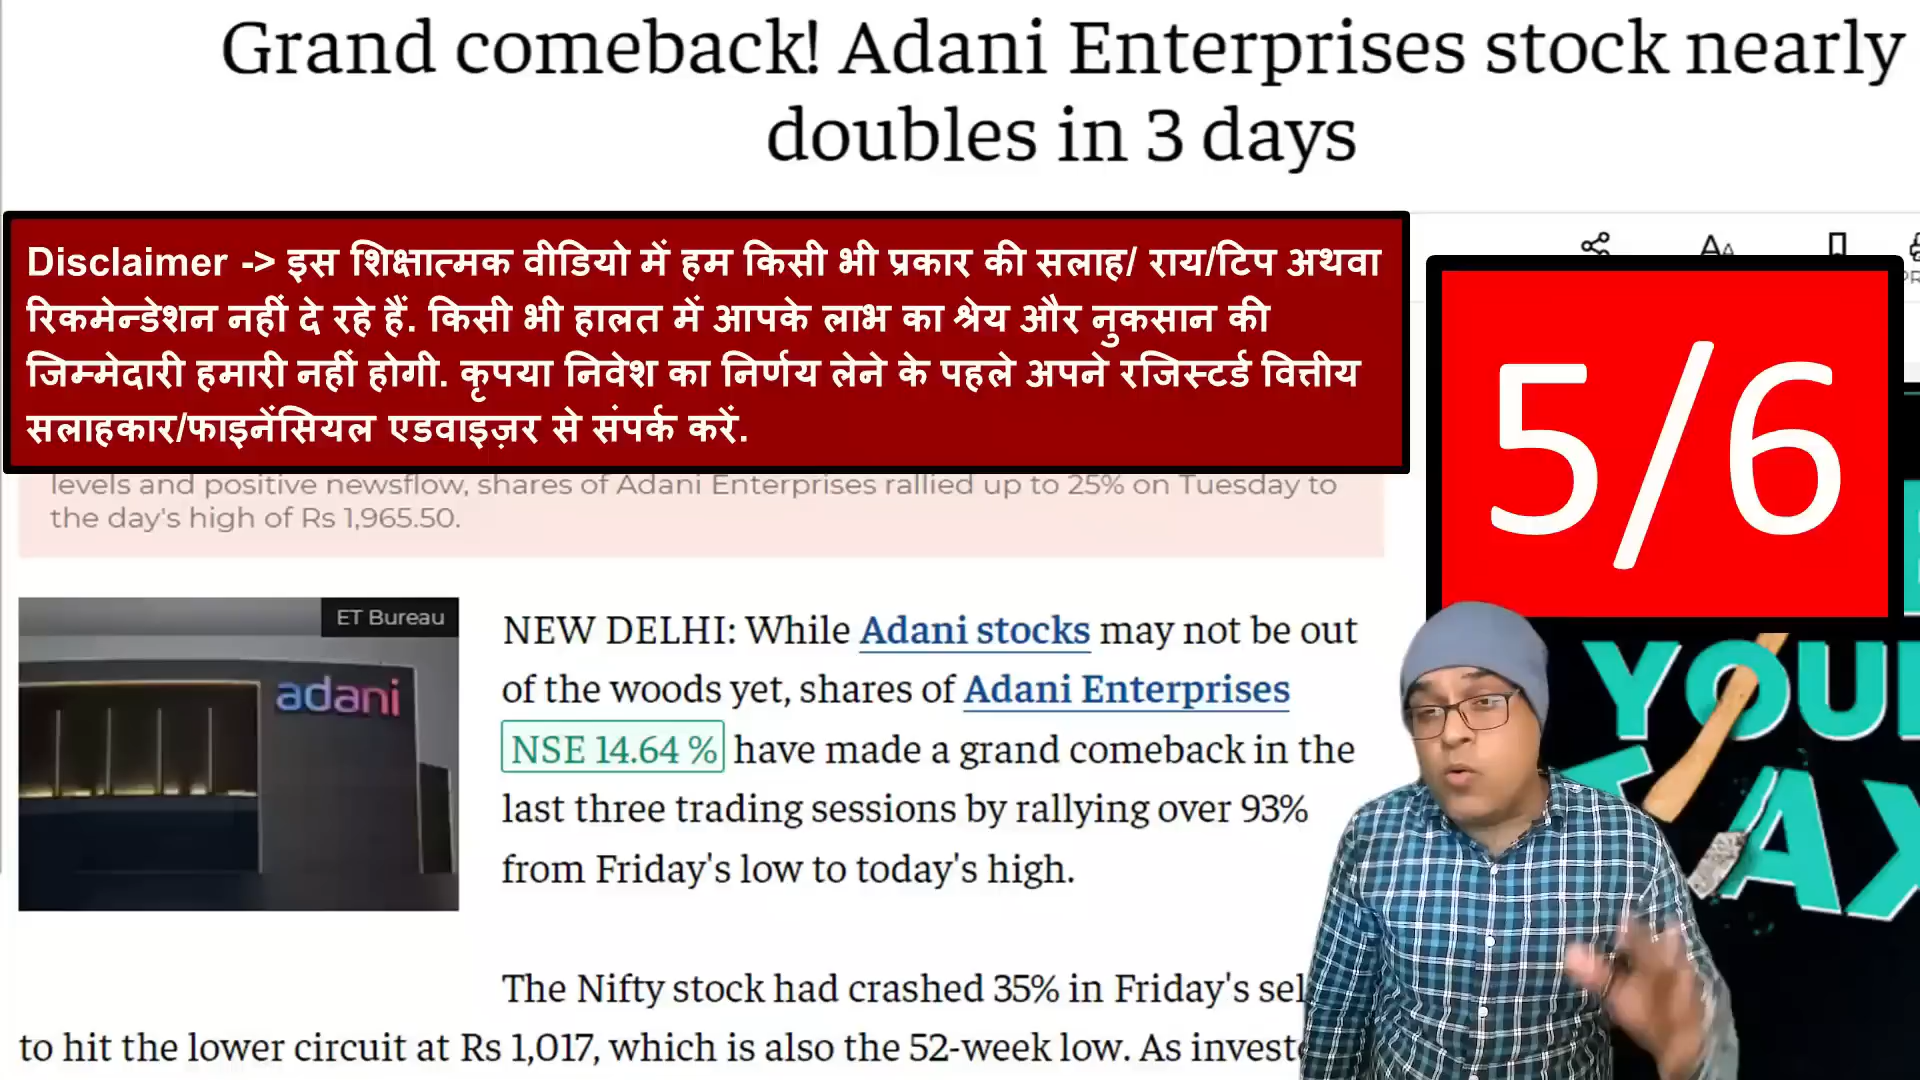 Grand comeback! Adani Enterprises stock nearly
doubles in 3 days
Disclaimer -> इस शिक्षात्मक वीडियो में हम किसी भी प्रकार की सलाह/ राय/टिप अथवा
रिकमेन्डेशन नहीं दे रहे हैं. किसी भी हालत में आपके लाभ का श्रेय और नुकसान की
जिम्मेदारी हमारी नहीं होगी. कृपया निवेश का निर्णय लेने के पहले अपने रजिस्टर्ड वित्तीय
सलाहकार/फाइनेंसियल एडवाइज़र से संपर्क करें.
5/6
levels and positive newsflow, shares of Adani Enterprises rallied up to 25% on Tuesday to
the day's high of Rs 1,965.50.
ET Bureau
adani
NEW DELHI: While Adani stocks may not be out
of the woods yet, shares of Adani Enterprises
NSE 14.64 % have made a grand comeback in the
last three trading sessions by rallying over 93%
from Friday's low to today's high.
The Nifty stock had crashed 35% in Friday's
to hit the lower circuit at Rs 1,017, which is also the 52-week low. As
YOU
TAX